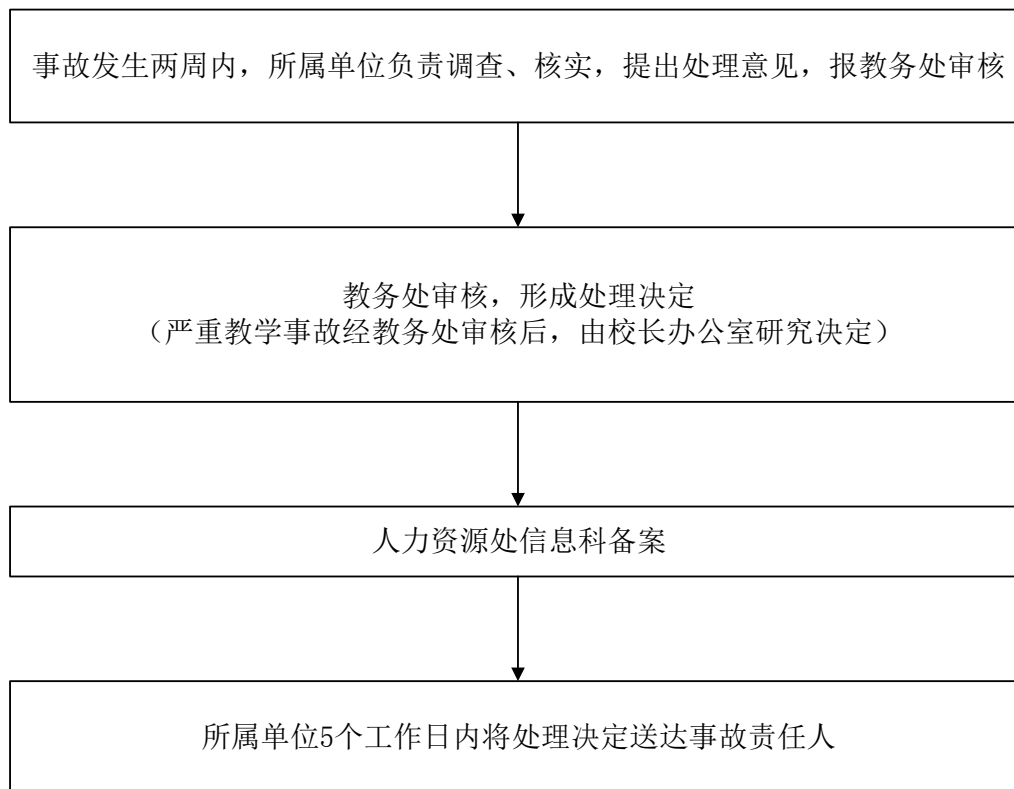 事故发生两周内，所属单位负责调查、核实，提出处理意见，报教务处审核
教务处审核，形成处理决定
（严重教学事故经教务处审核后，由校长办公室研究决定）
人力资源处信息科备案
所属单位5个工作日内将处理决定送达事故责任人